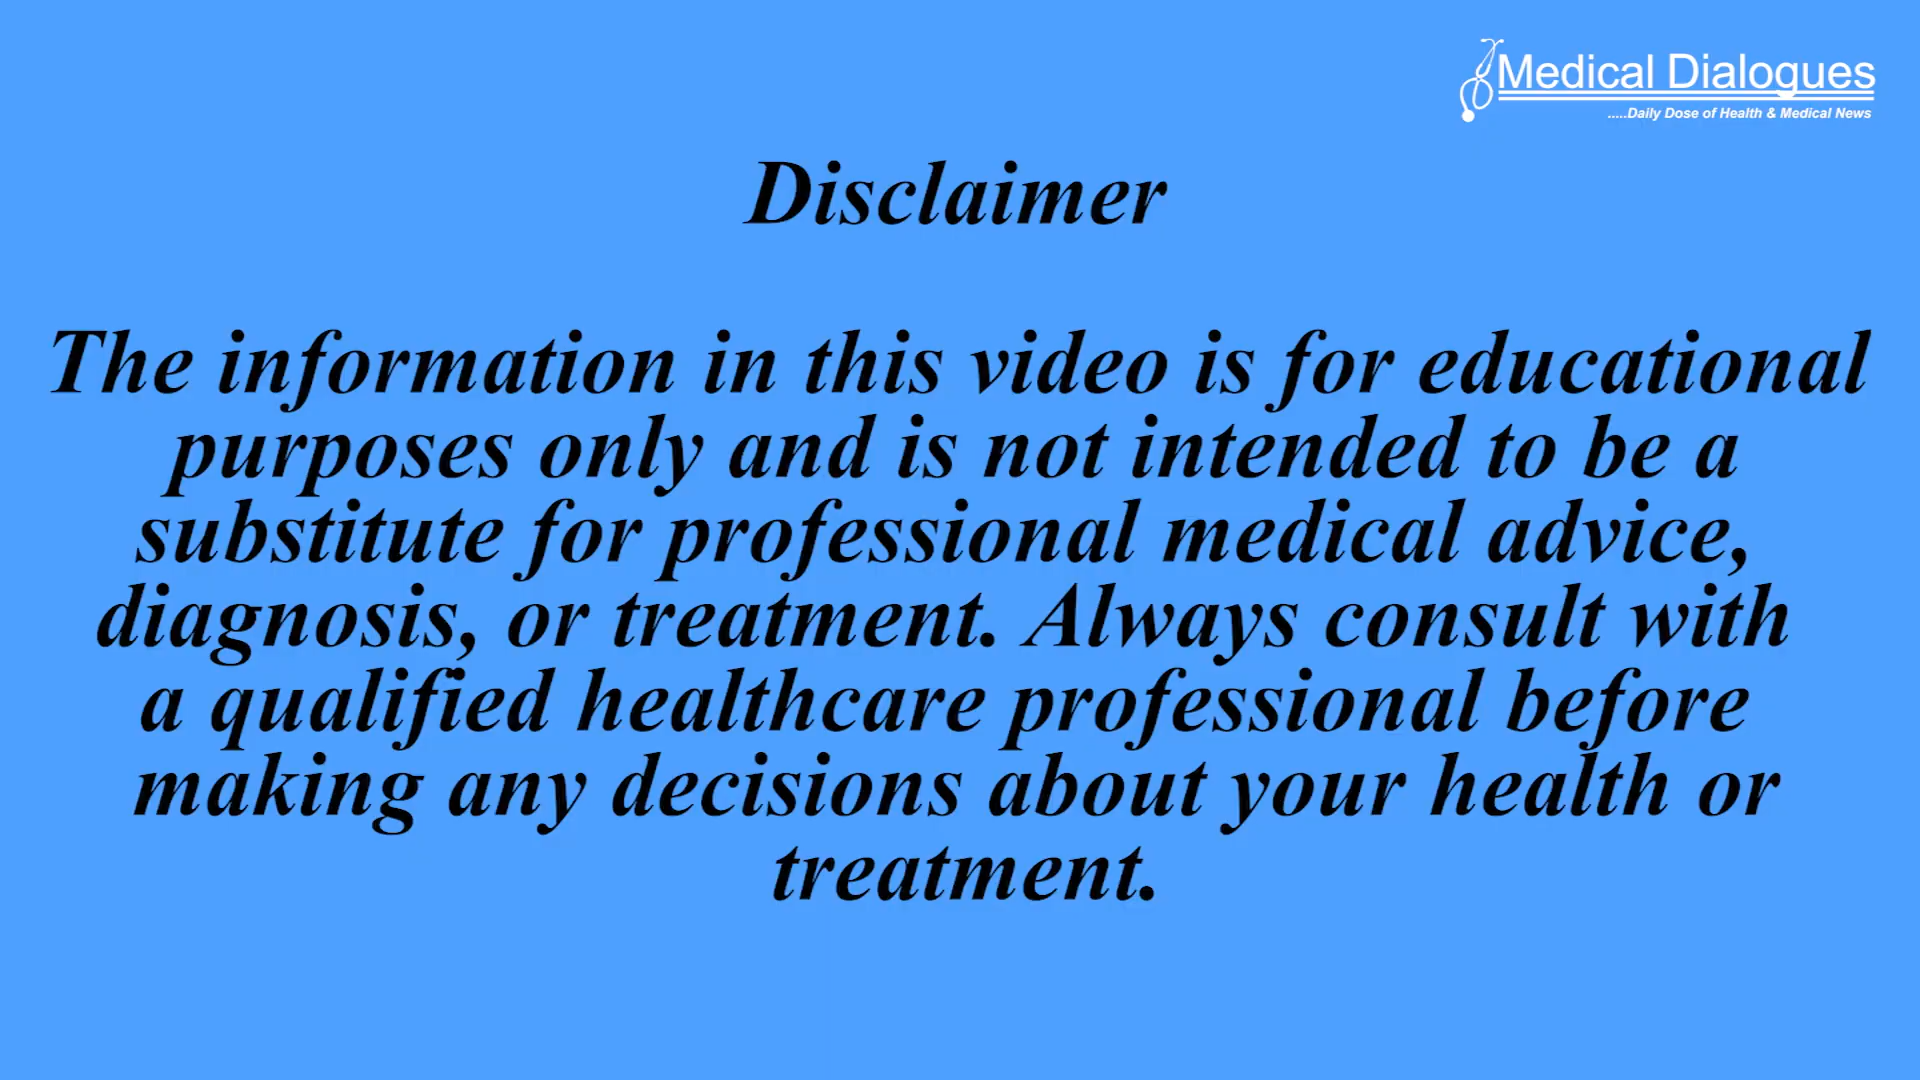 Medical Dialogues
.....Daily Dose of Health & Medical News
Disclaimer
The information in this video is for educational
purposes only and is not intended to be a
substitute for professional medical advice,
diagnosis, or treatment. Always consult with
a qualified healthcare professional before
making any decisions about your health or
treatment.